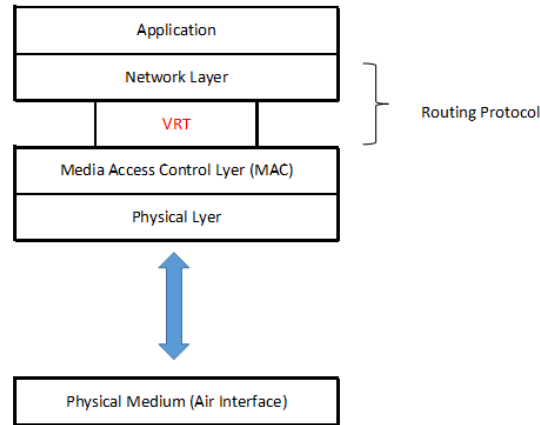 Application
Network Layer
VRT
Routing Protocol
Media Access Control Lyer (MAC)
Physical Lyer
Physical Medium (Air Interface)